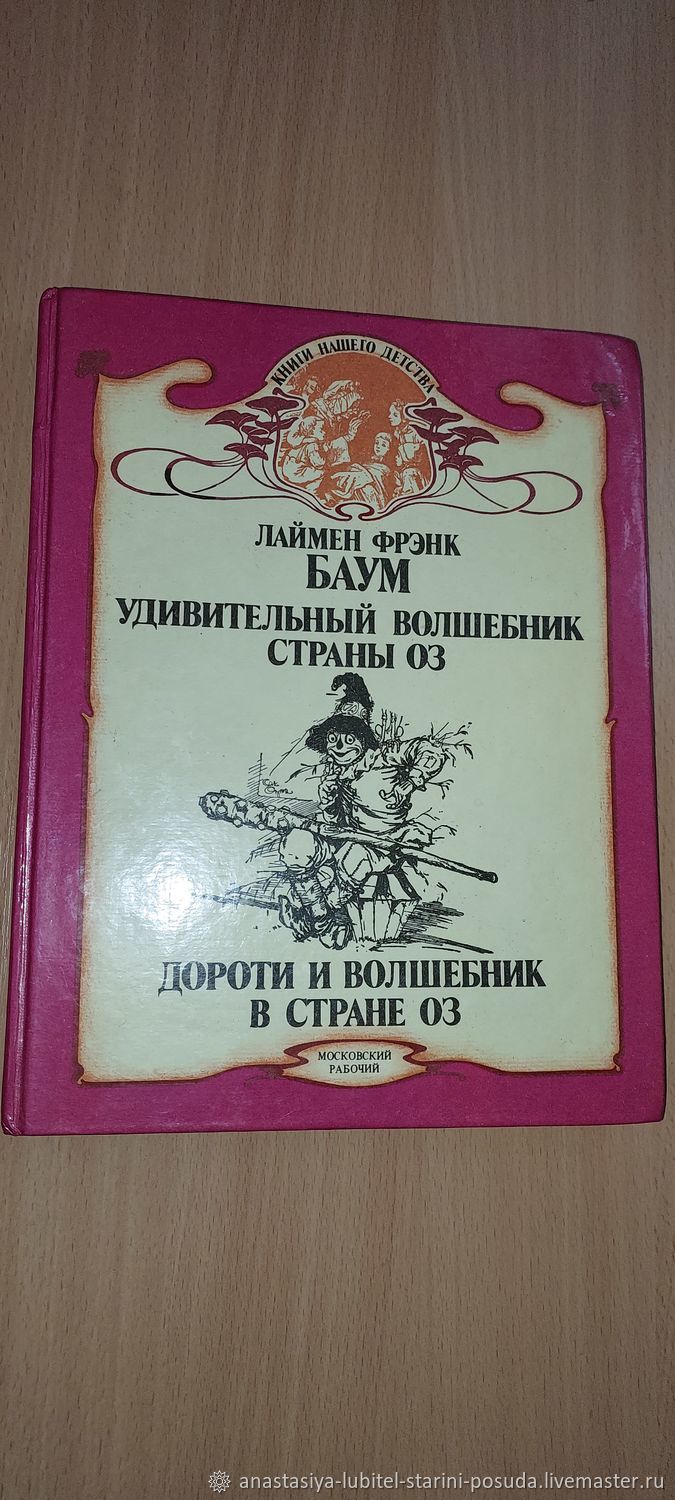 КНИГИ НАШЕГО ДЕТСТВА
ЛАЙМЕН ФРЭНК
БАУМ
УДИВИТЕЛЬНЫЙ ВОЛШЕБНИК
СТРАНЫ ОЗ
ДОРОТИ И ВОЛШЕБНИК
В СТРАНЕ ОЗ
МОСКОВСКИЙ
РАБОЧИЙ
anastasiya-lubitel-starini-posuda.livemaster.ru